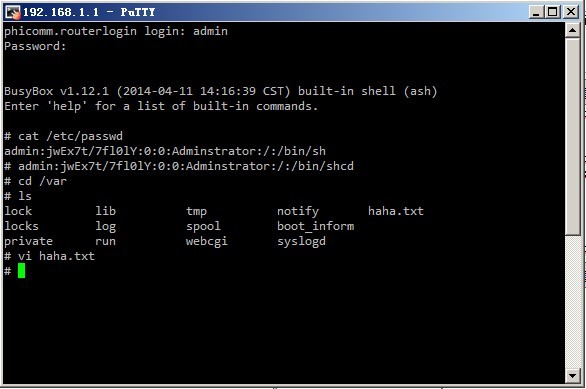 192.168.1.1 - PuTTY
phicomm.routerlogin login: admin
Password:
BusyBox v1.12.1 (2014-04-11 14:16:39 CST) built-in shell (ash)
Enter 'help' for a list of built-in commands.
# cat /etc/passwd
admin:jwEx7t/7fl0lY:0:0:Adminstrator:/:/bin/sh
# admin:jwEx7t/7fl0lY:0:0:Adminstrator:/:/bin/shcd
# cd /var
# ls
lock lib tmp notify haha.txt
locks log spool boot_inform
private run webcgi syslogd
# vi haha.txt
#